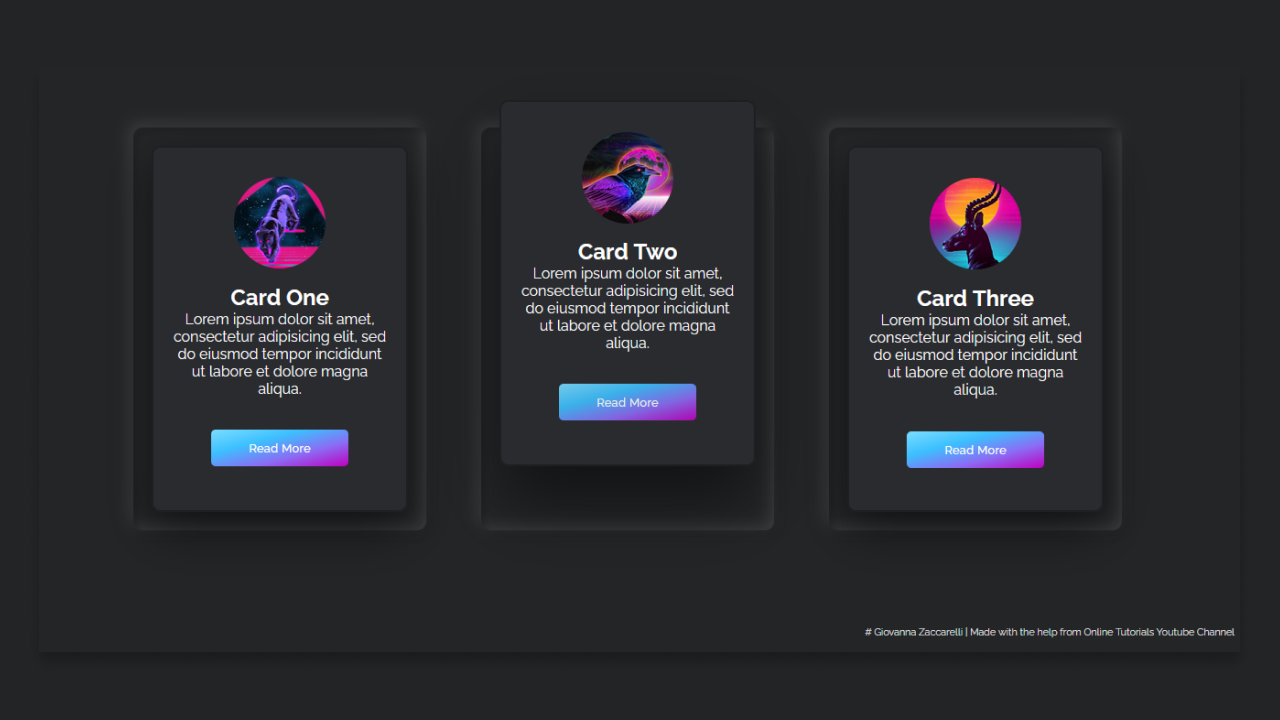 Card One
Lorem ipsum dolor sit amet,
consectetur adipisicing elit, sed
do eiusmod tempor incididunt
ut labore et dolore magna
aliqua.
Read More
Card Two
Lorem ipsum dolor sit amet,
consectetur adipisicing elit, sed
do eiusmod tempor incididunt
ut labore et dolore magna
aliqua.
Read More
Card Three
Lorem ipsum dolor sit amet,
consectetur adipisicing elit, sed
do eiusmod tempor incididunt
ut labore et dolore magna
aliqua.
Read More
# Giovanna Zaccarelli | Made with the help from Online Tutorials Youtube Channel